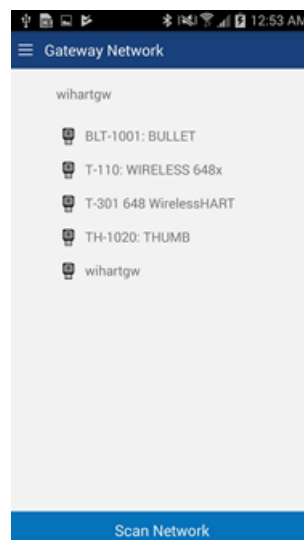 12:53 AM
Gateway Network
wihartgw
BLT-1001: BULLET
T-110: WIRELESS 648x
T-301 648 WirelessHART
TH-1020: THUMB
wihartgw
Scan Network